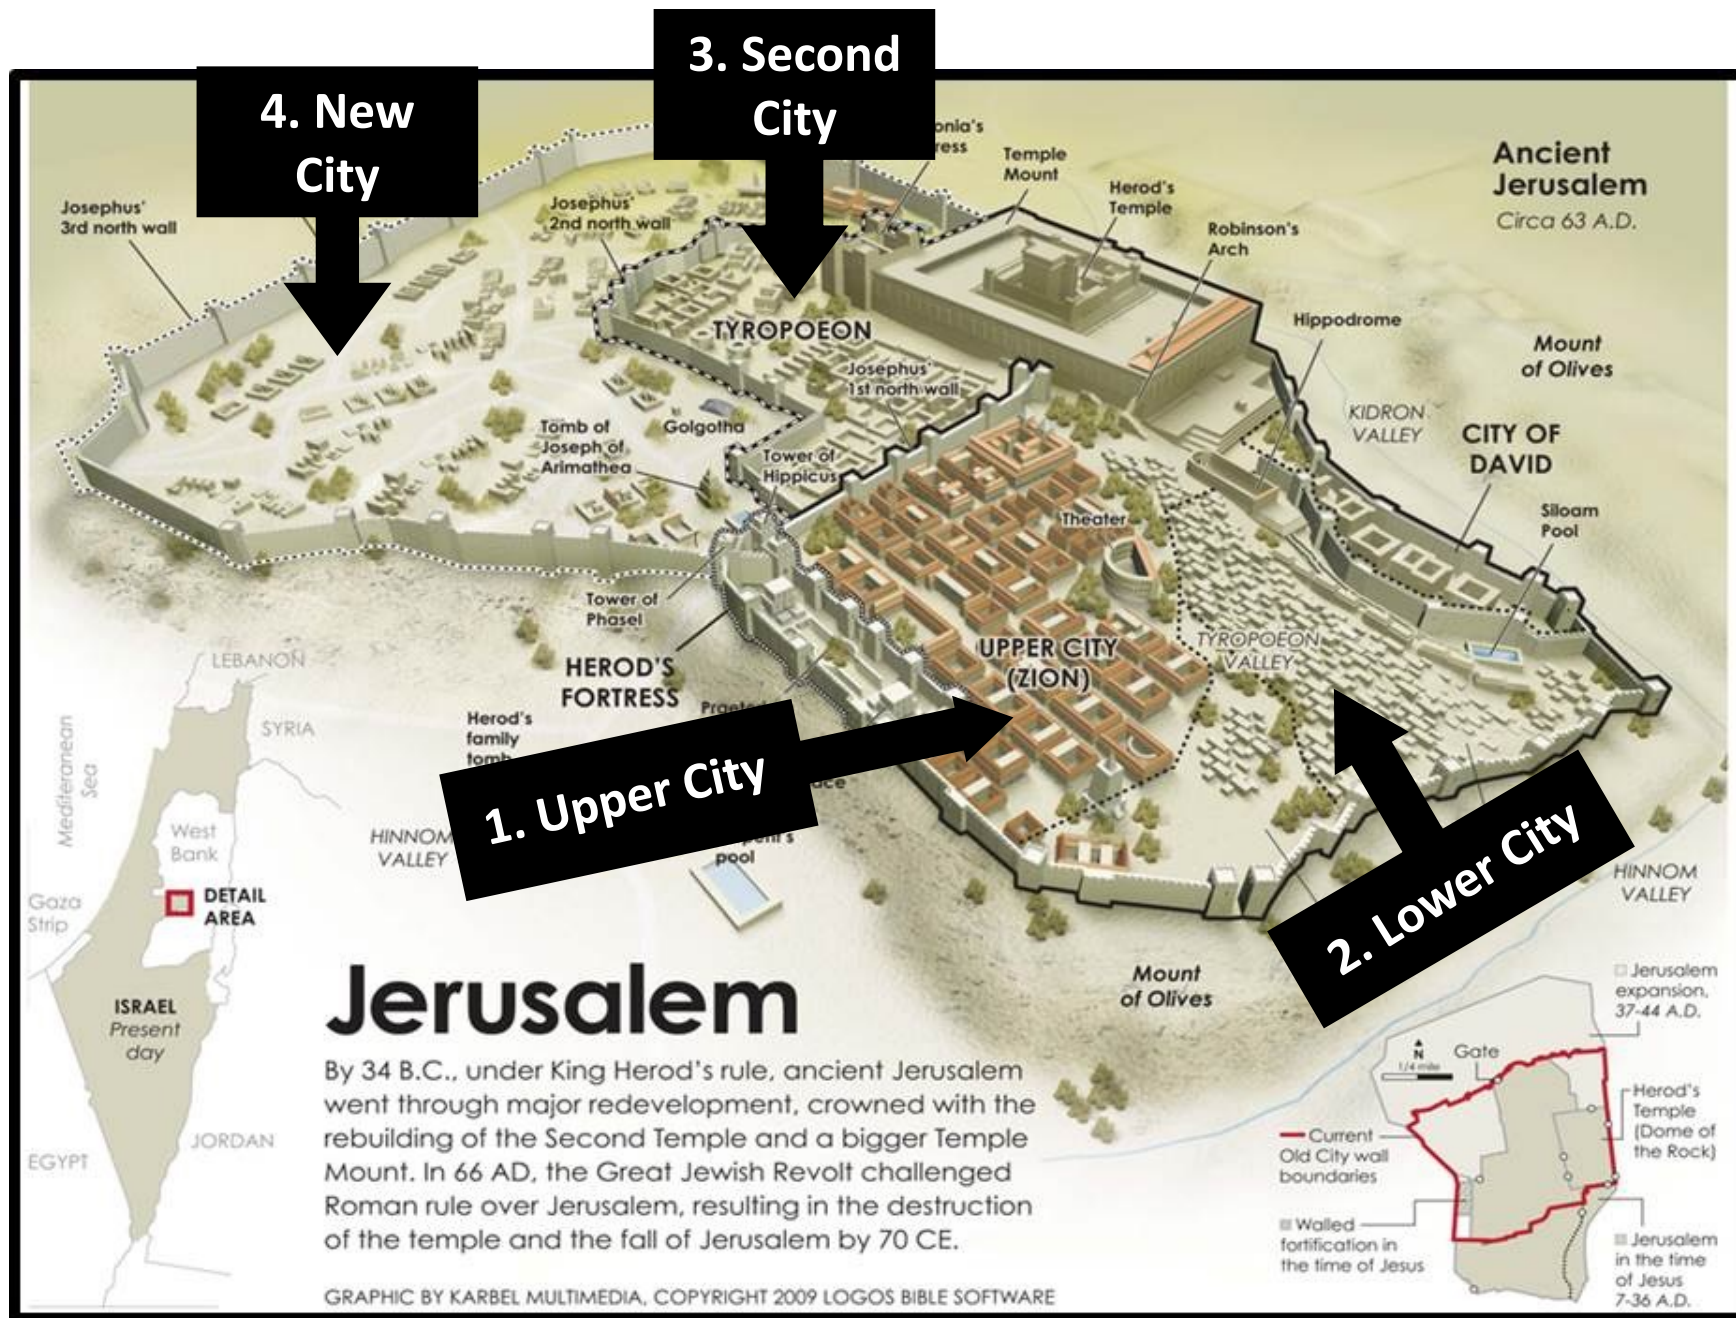 3. Second
City
4. New
City
Ancient
Jerusalem
Circa 63 A.D.
Josephus'
3rd north wall
Josephus'
2nd north wall
Temple
Mount
Herod's
Temple
Robinson's
Arch
Hippodrome
TYROPOEON
Josephus'
1st north wall
Mount
of Olives
KIDRON
VALLEY
CITY OF
DAVID
Siloam
Pool
Tomb of
Joseph of
Arimathea
Golgotha
Tower of
Hippicus
Theater
Tower of
Phasel
HEROD'S
FORTRESS
UPPER CITY
(ZION)
TYROPOEON
VALLEY
Herod's
family
tomb
1. Upper City
2. Lower City
pool
HINNOM
VALLEY
HINNOM
VALLEY
Mount
of Olives
LEBANON
SYRIA
Mediteranean
Sea
West
Bank
Gaza
Strip
DETAIL
AREA
ISRAEL
Present
day
EGYPT
JORDAN
Jerusalem
By 34 B.C., under King Herod's rule, ancient Jerusalem
went through major redevelopment, crowned with the
rebuilding of the Second Temple and a bigger Temple
Mount. In 66 AD, the Great Jewish Revolt challenged
Roman rule over Jerusalem, resulting in the destruction
of the temple and the fall of Jerusalem by 70 CE.
GRAPHIC BY KARBEL MULTIMEDIA, COPYRIGHT 2009 LOGOS BIBLE SOFTWARE
Jerusalem
expansion,
37-44 A.D.
N
1/4 mile
Gate
Herod's
Temple
(Dome of
the Rock)
Current
Old City wall
boundaries
Walled
fortification in
the time of Jesus
Jerusalem
in the time
of Jesus
7-36 A.D.